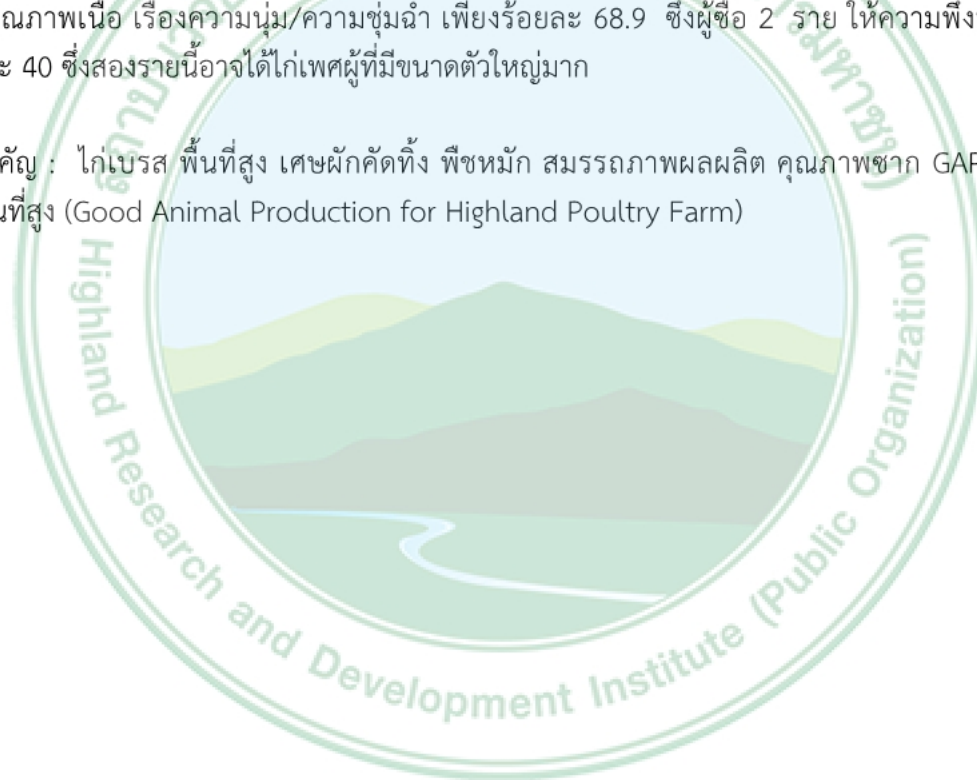 ณภาพเนื้อ เรื่องความนุ่ม/ความชุ่มฉ่ำ เพียงร้อยละ 68.9 ซึ่งผู้ซื้อ 2 ราย ให้ความพึง
ะ 40 ซึ่งสองรายนี้อาจได้ไก่เพศผู้ที่มีขนาดตัวใหญ่มาก
คัญ : ไก่เบรส พื้นที่สูง เศษผักคัดทิ้ง พืชหมัก สมรรถภาพผลผลิต คุณภาพซาก GAP
นที่สูง (Good Animal Production for Highland Poultry Farm)
Highland Research and Development Institute (Public Organization)